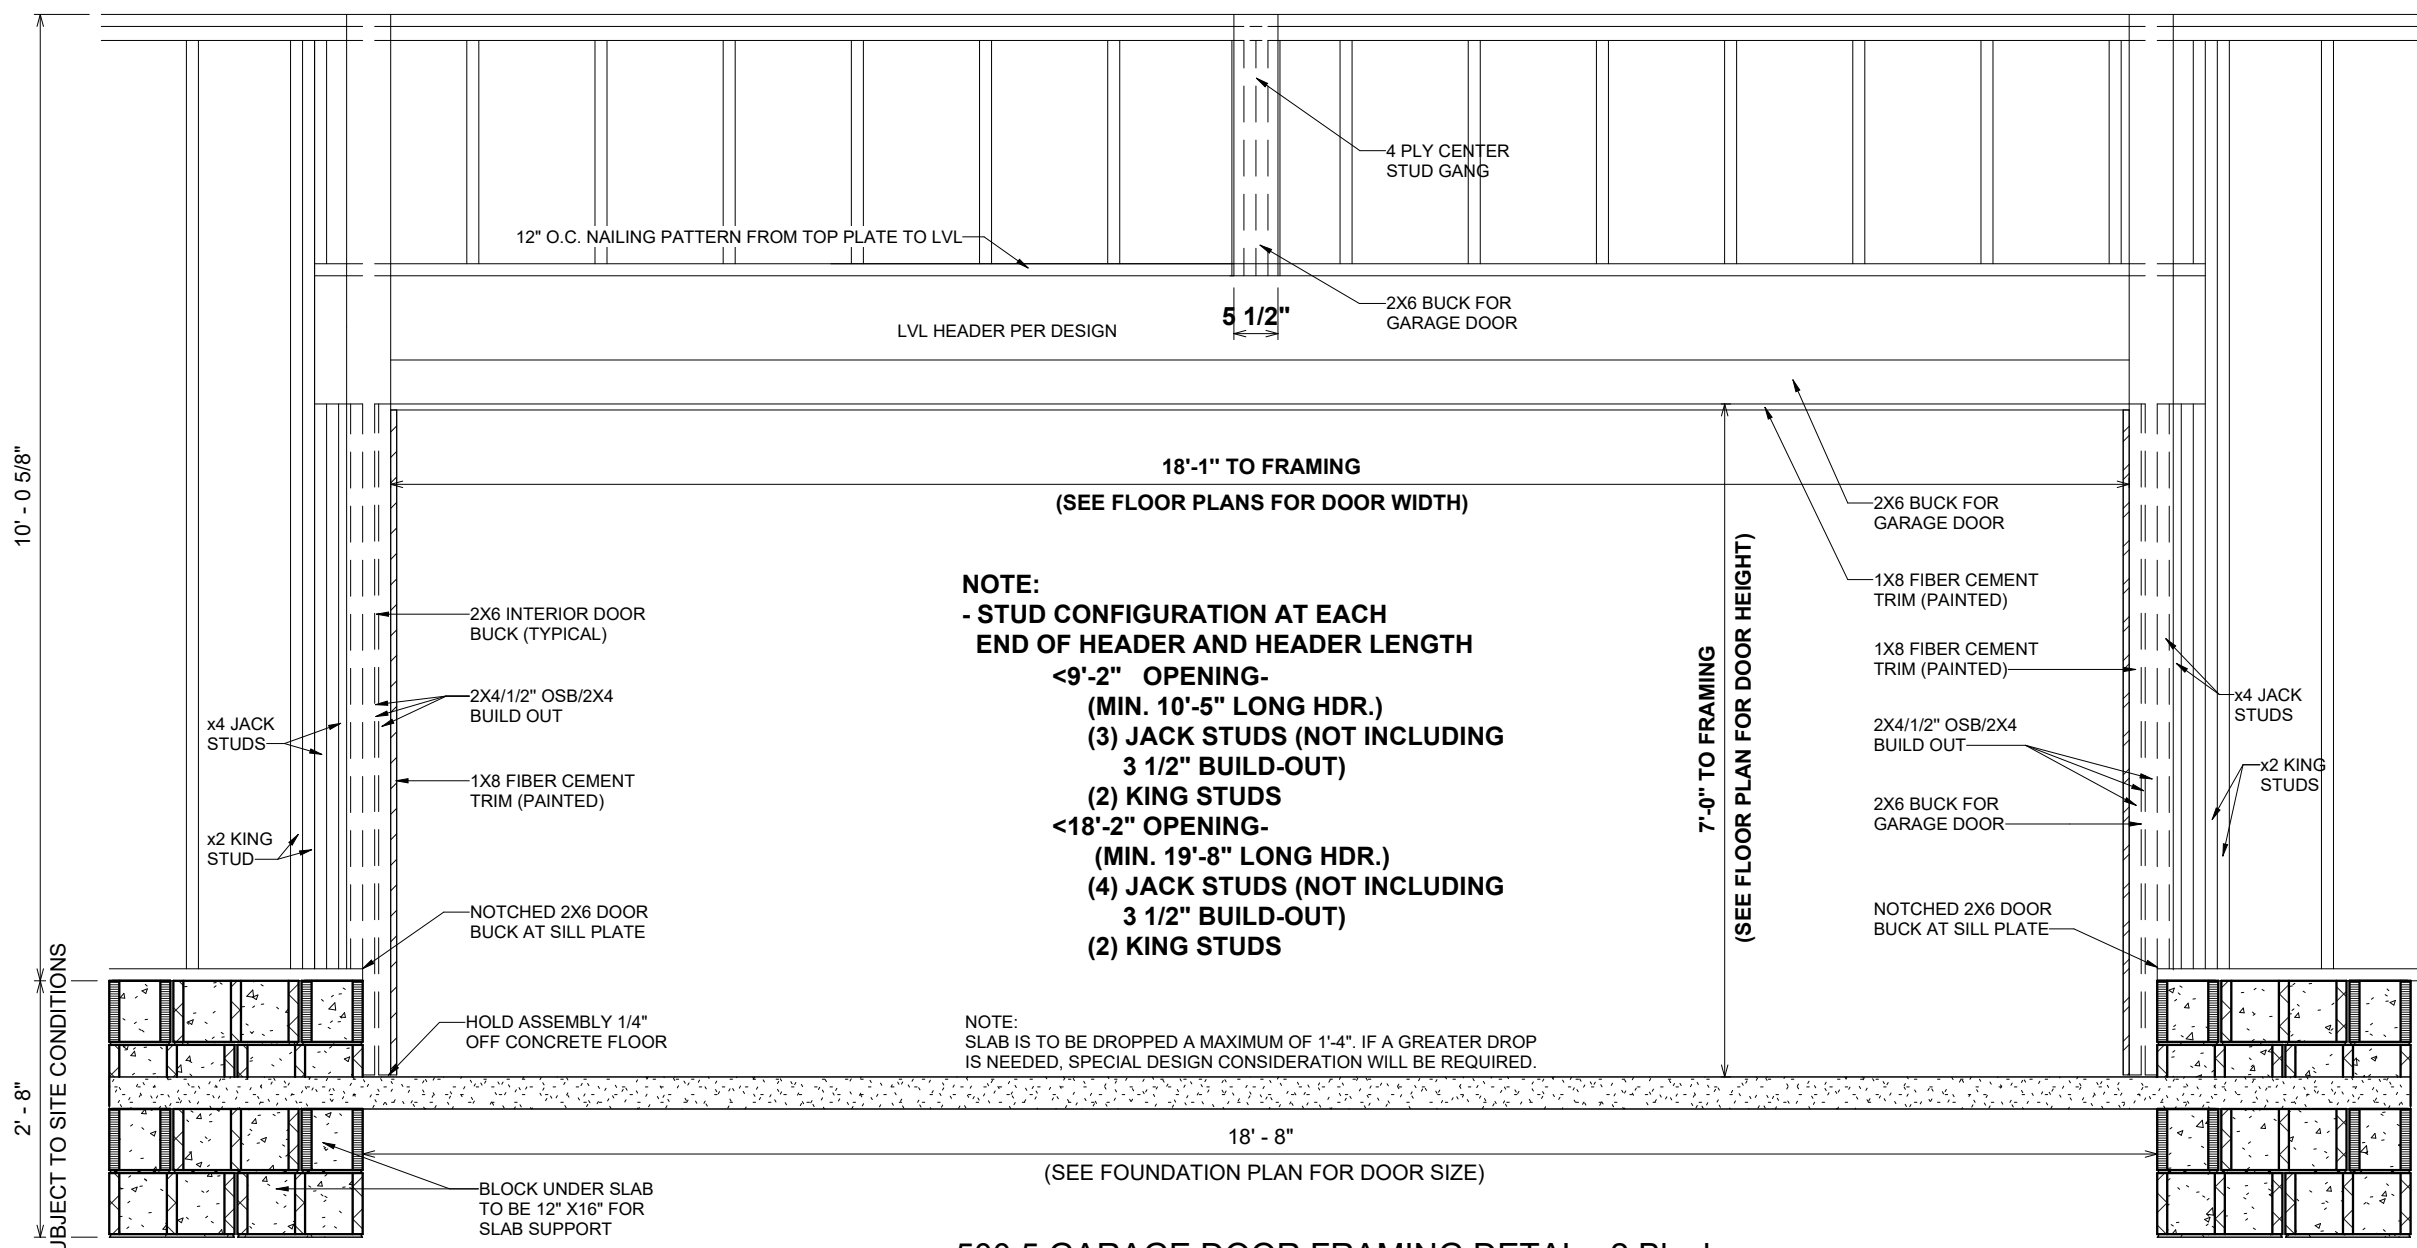 4 PLY CENTER
STUD GANG
12" O.C. NAILING PATTERN FROM TOP PLATE TO LVL
2X6 BUCK FOR
GARAGE DOOR
5 1/2"
LVL HEADER PER DESIGN
10' - 0 5/8"
18'-1" TO FRAMING
(SEE FLOOR PLANS FOR DOOR WIDTH)
2X6 BUCK FOR
GARAGE DOOR
1X8 FIBER CEMENT
TRIM (PAINTED)
1X8 FIBER CEMENT
TRIM (PAINTED)
x4 JACK
STUDS
2X4/1/2" OSB/2X4
BUILD OUT
x2 KING
STUDS
2X6 BUCK FOR
GARAGE DOOR
NOTCHED 2X6 DOOR
BUCK AT SILL PLATE
7'-0" TO FRAMING
(SEE FLOOR PLAN FOR DOOR HEIGHT)
NOTE:
- STUD CONFIGURATION AT EACH
END OF HEADER AND HEADER LENGTH
<9'-2" OPENING-
(MIN. 10'-5" LONG HDR.)
(3) JACK STUDS (NOT INCLUDING
3 1/2" BUILD-OUT)
(2) KING STUDS
<18'-2" OPENING-
(MIN. 19'-8" LONG HDR.)
(4) JACK STUDS (NOT INCLUDING
3 1/2" BUILD-OUT)
(2) KING STUDS
2X6 INTERIOR DOOR
BUCK (TYPICAL)
2X4/1/2" OSB/2X4
BUILD OUT
x4 JACK
STUDS
1X8 FIBER CEMENT
TRIM (PAINTED)
x2 KING
STUD
NOTCHED 2X6 DOOR
BUCK AT SILL PLATE
HOLD ASSEMBLY 1/4"
OFF CONCRETE FLOOR
NOTE:
SLAB IS TO BE DROPPED A MAXIMUM OF 1'-4". IF A GREATER DROP
IS NEEDED, SPECIAL DESIGN CONSIDERATION WILL BE REQUIRED.
2' - 8"
TO SITE CONDITIONS
18' - 8"
(SEE FOUNDATION PLAN FOR DOOR SIZE)
BLOCK UNDER SLAB
TO BE 12" X16" FOR
SLAB SUPPORT
GARAGE DOOR FRAMING DETAIL